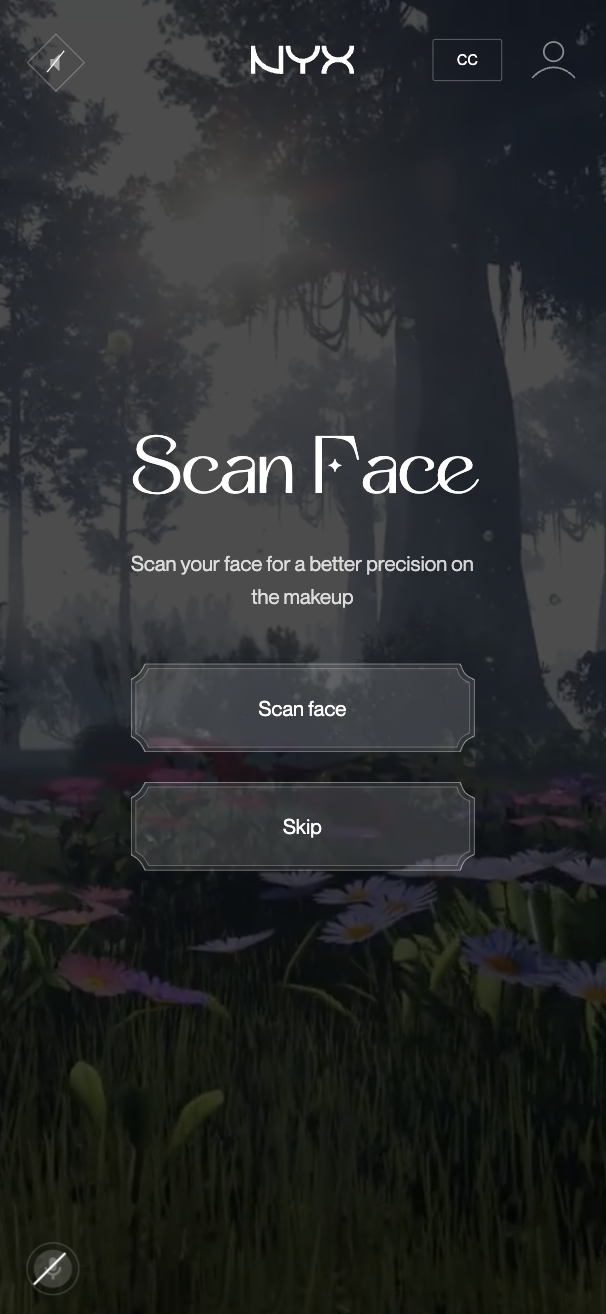 NYX
CC
Scan Face
Scan your face for a better precision on
the makeup
Scan face
Skip